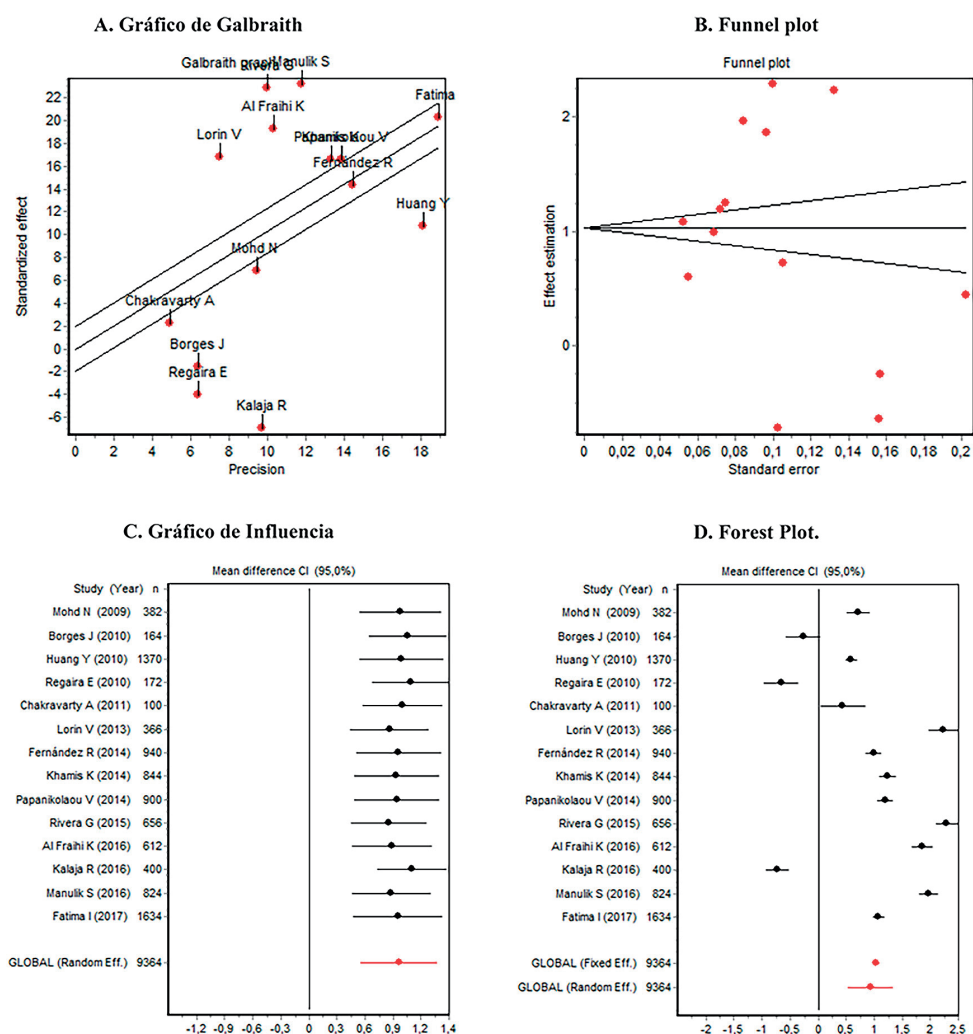 A. Gráfico de Galbraith
Galbraith
Rivera G
Manulik S
Al Fraihi K
Fatima
Lorin V
Fernández R
Huang Y
Mohd N
Chakravarty A
Borges J
Regaira E
Kalaja R
Standardized effect
22
20
18
16
14
12
10
8
6
4
2
0
-2
-4
-6
0 2 4 6 8 10 12 14 16 18
Precision
B. Funnel plot
Funnel plot
Effect estimation
2
1
0
0 0,02 0,04 0,06 0,08 0,1 0,12 0,14 0,16 0,18 0,2
Standard error
C. Gráfico de Influencia
Mean difference CI (95,0%)
Study (Year) n
Mohd N (2009) 382
Borges J (2010) 164
Huang Y (2010) 1370
Regaira E (2010) 172
Chakravarty A (2011) 100
Lorin V (2013) 366
Fernández R (2014) 940
Khamis K (2014) 844
Papanikolaou V (2014) 900
Rivera G (2015) 656
Al Fraihi K (2016) 612
Kalaja R (2016) 400
Manulik S (2016) 824
Fatima I (2017) 1634
GLOBAL (Random Eff.) 9364
-1,2 -0,9 -0,6 -0,3 0 0,3 0,6 0,9 1,1 1,4
D. Forest Plot.
Mean difference CI (95,0%)
Study (Year) n
Mohd N (2009) 382
Borges J (2010) 164
Huang Y (2010) 1370
Regaira E (2010) 172
Chakravarty A (2011) 100
Lorin V (2013) 366
Fernández R (2014) 940
Khamis K (2014) 844
Papanikolaou V (2014) 900
Rivera G (2015) 656
Al Fraihi K (2016) 612
Kalaja R (2016) 400
Manulik S (2016) 824
Fatima I (2017) 1634
GLOBAL (Fixed Eff.) 9364
GLOBAL (Random Eff.) 9364
-2 -1.5 -1 -0.5 0 0.5 1 1.5 2 2.5